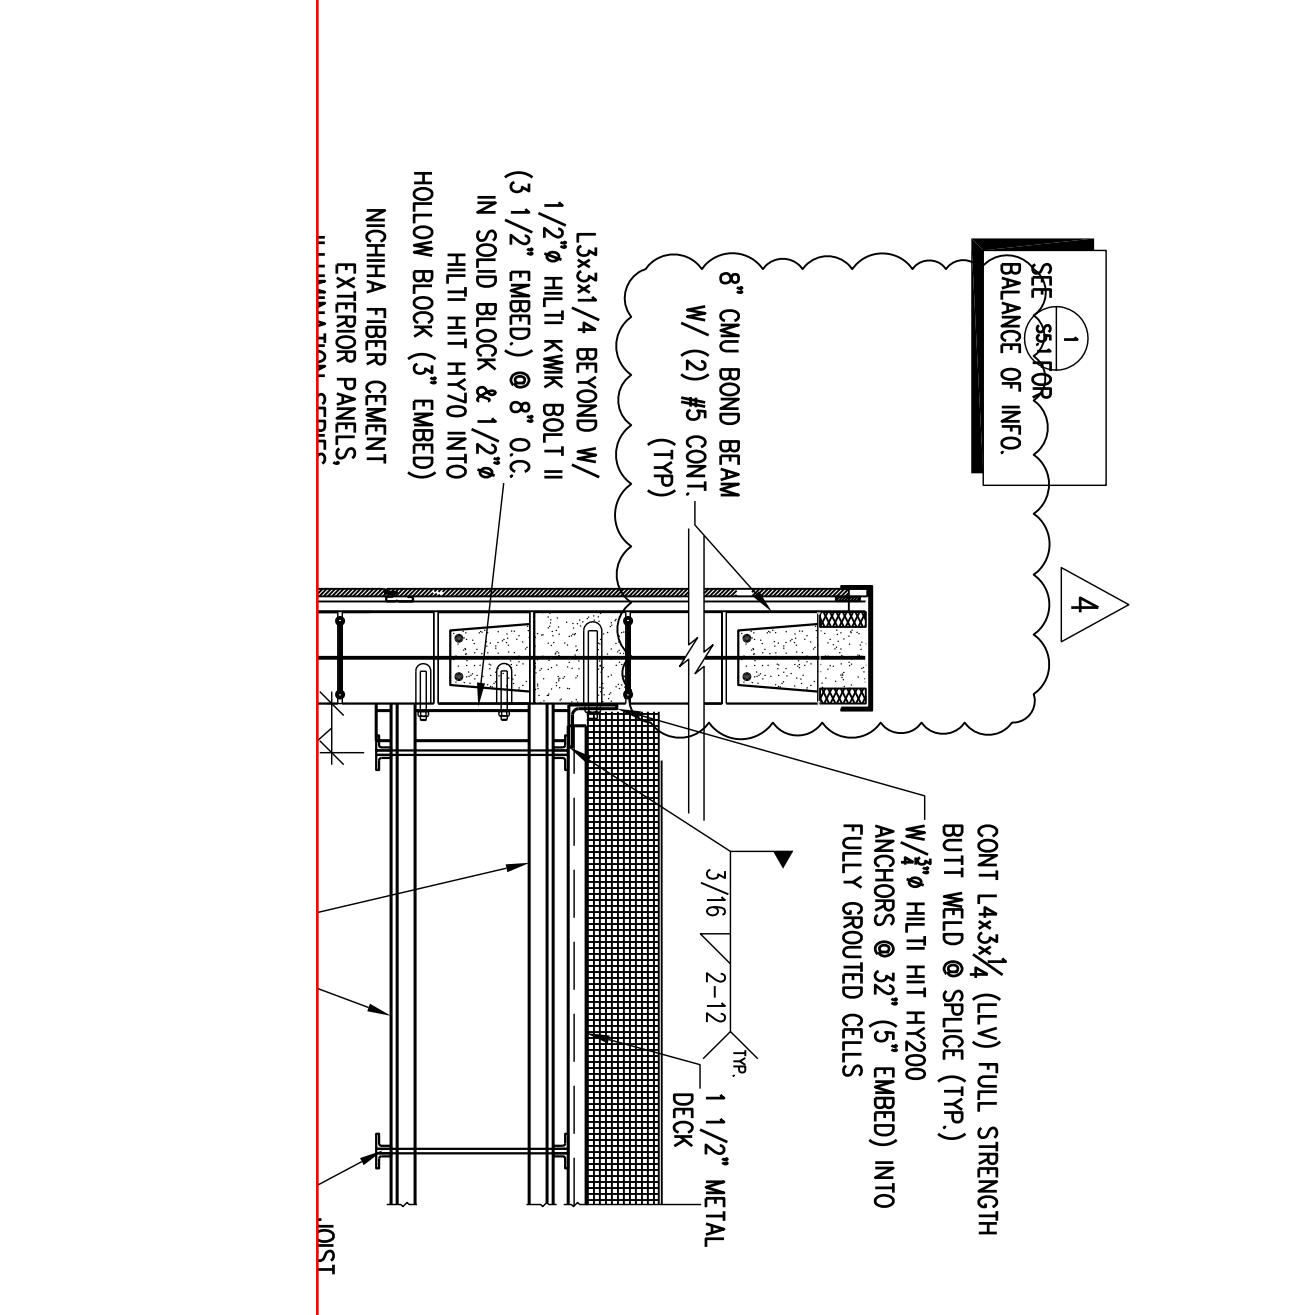 SEE 1/S5.1 FOR
BALANCE OF INFO.
4
8" CMU BOND BEAM
W/ (2) #5 CONT.
(TYP)
L3x3x1/4 BEYOND W/
1/2"ø HILTI KWIK BOLT II
(3 1/2" EMBED.) @ 8" O.C.
IN SOLID BLOCK & 1/2"ø
HILTI HIT HY70 INTO
HOLLOW BLOCK (3" EMBED)
NICHIHA FIBER CEMENT
EXTERIOR PANELS,
ILLUMINATION SERIES
CONT L4x3x1/4 (LLV) FULL STRENGTH
BUTT WELD @ SPLICE (TYP.)
W/3/4"ø HILTI HIT HY200
ANCHORS @ 32" (5" EMBED) INTO
FULLY GROUTED CELLS
3/16 2-12
TYP.
1 1/2" METAL
DECK
JOIST